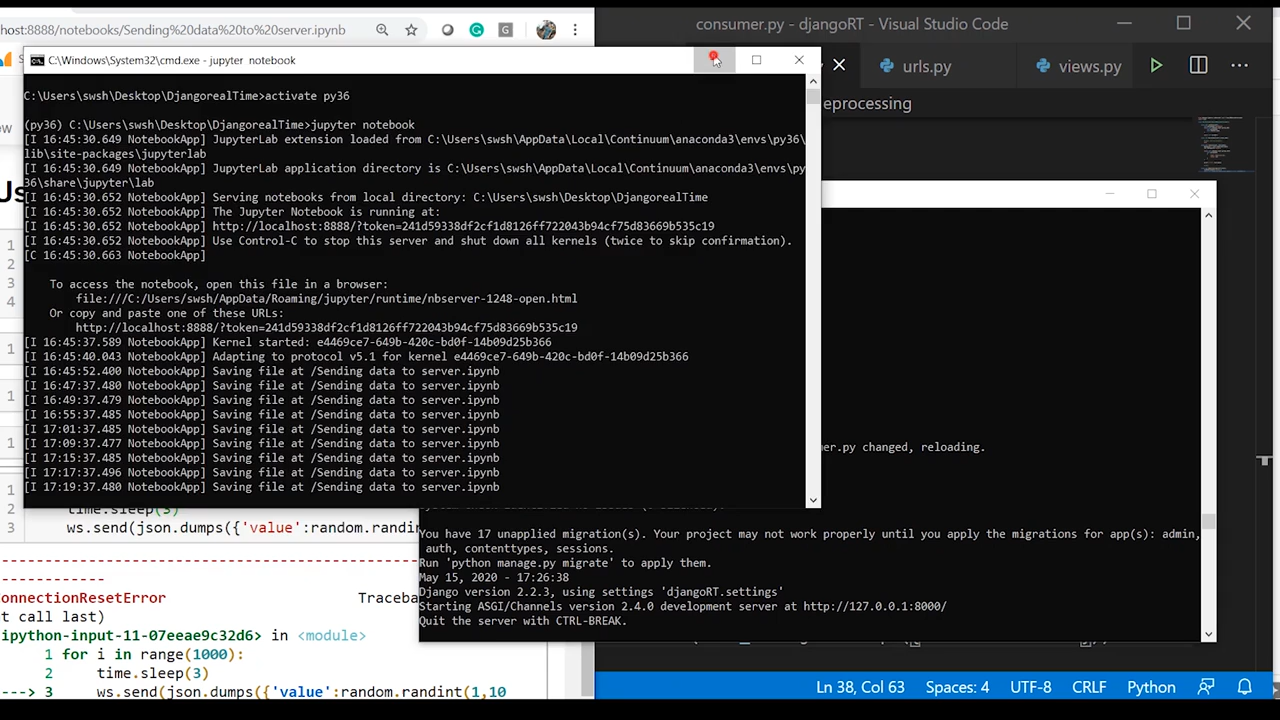 host:8888/notebooks/Sending%20data%20to%20server.ipynb
consumer.py - djangoRT - Visual Studio Code
C:\Windows\System32\cmd.exe - jupyter notebook
urls.py
views.py
eprocessing
C:\Users\swsh\Desktop\DjangorealTime>activate py36
(py36) C:\Users\swsh\Desktop\DjangorealTime>jupyter notebook
[I 16:45:30.649 NotebookApp] JupyterLab extension loaded from C:\Users\swsh\AppData\Local\Continuum\anaconda3\envs\py36\
lib\site-packages\jupyterlab
[I 16:45:30.649 NotebookApp] JupyterLab application directory is C:\Users\swsh\AppData\Local\Continuum\anaconda3\envs\py
36\share\jupyter\lab
[I 16:45:30.652 NotebookApp] Serving notebooks from local directory: C:\Users\swsh\Desktop\DjangorealTime
[I 16:45:30.652 NotebookApp] The Jupyter Notebook is running at:
[I 16:45:30.652 NotebookApp] http://localhost:8888/?token=241d59338df2cf1d8126ff722043b94cf75d83669b535c19
[I 16:45:30.652 NotebookApp] Use Control-C to stop this server and shut down all kernels (twice to skip confirmation).
[C 16:45:30.663 NotebookApp]
To access the notebook, open this file in a browser:
file:///C:/Users/swsh/AppData/Roaming/jupyter/runtime/nbserver-1248-open.html
Or copy and paste one of these URLs:
http://localhost:8888/?token=241d59338df2cf1d8126ff722043b94cf75d83669b535c19
[I 16:45:37.589 NotebookApp] Kernel started: e4469ce7-649b-420c-bd0f-14b09d25b366
[I 16:45:40.043 NotebookApp] Adapting to protocol v5.1 for kernel e4469ce7-649b-420c-bd0f-14b09d25b366
[I 16:45:52.400 NotebookApp] Saving file at /Sending data to server.ipynb
[I 16:47:37.480 NotebookApp] Saving file at /Sending data to server.ipynb
[I 16:49:37.479 NotebookApp] Saving file at /Sending data to server.ipynb
[I 16:55:37.485 NotebookApp] Saving file at /Sending data to server.ipynb
[I 17:01:37.485 NotebookApp] Saving file at /Sending data to server.ipynb
[I 17:09:37.477 NotebookApp] Saving file at /Sending data to server.ipynb
[I 17:15:37.485 NotebookApp] Saving file at /Sending data to server.ipynb
[I 17:17:37.496 NotebookApp] Saving file at /Sending data to server.ipynb
[I 17:19:37.480 NotebookApp] Saving file at /Sending data to server.ipynb
ew
Us
1
2
3
4
1
1
1
1
2 time.sleep(3)
3 ws.send(json.dumps({'value':random.randin
mer.py changed, reloading.
You have 17 unapplied migration(s). Your project may not work properly until you apply the migrations for app(s): admin,
auth, contenttypes, sessions.
Run 'python manage.py migrate' to apply them.
May 15, 2020 - 17:26:38
Django version 2.2.3, using settings 'djangoRT.settings'
Starting ASGI/Channels version 2.4.0 development server at http://127.0.0.1:8000/
Quit the server with CTRL-BREAK.
onnectionResetError Traceba
t call last)
ipython-input-11-07eeae9c32d6> in <module>
1 for i in range(1000):
2 time.sleep(3)
---> 3 ws.send(json.dumps({'value':random.randint(1,10
Ln 38, Col 63 Spaces: 4 UTF-8 CRLF Python